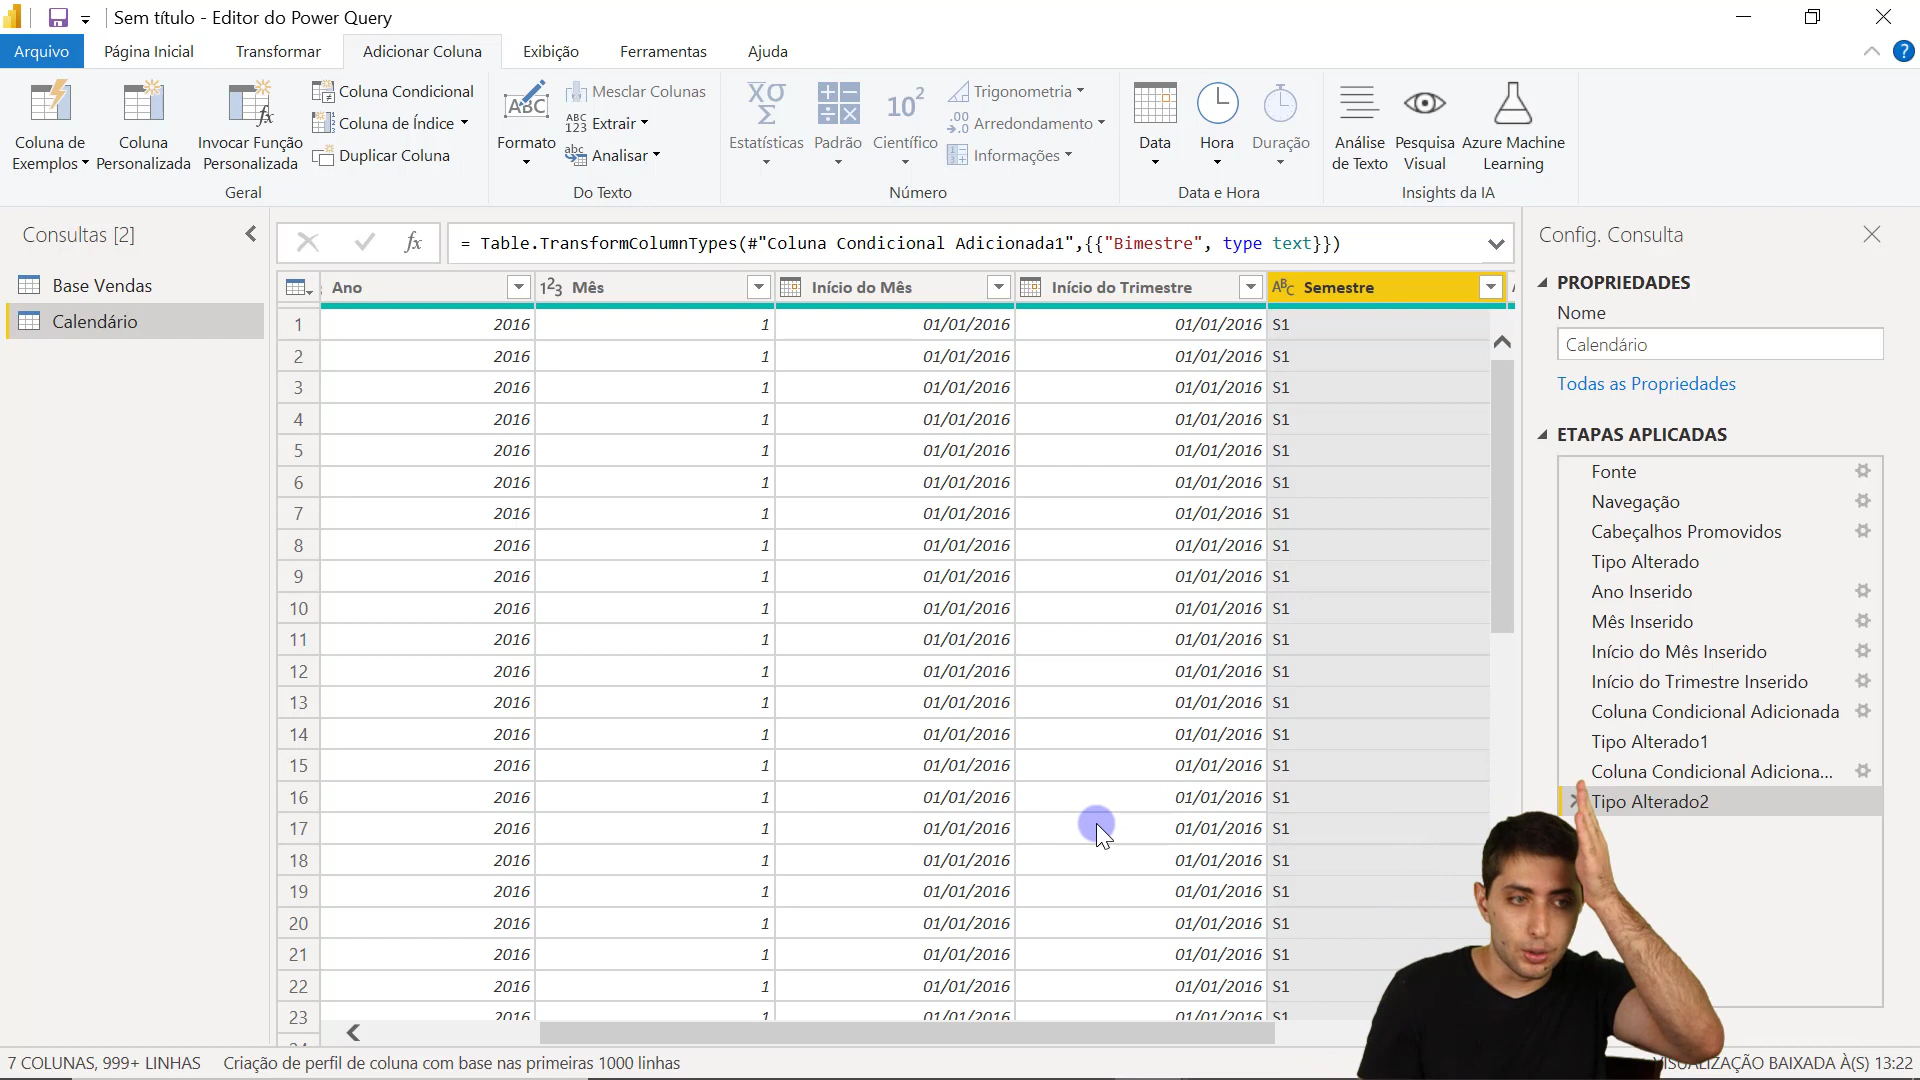 Sem título - Editor do Power Query
Arquivo Página Inicial Transformar Adicionar Coluna Exibição Ferramentas Ajuda
Coluna de Exemplos
Coluna Personalizada
Invocar Função Personalizada
Coluna Condicional
Coluna de Índice
Duplicar Coluna
Geral
Formato
Mesclar Colunas
Extrair
Analisar
Do Texto
Estatísticas
Padrão
Científico
Trigonometria
Arredondamento
Informações
Número
Data
Hora
Duração
Data e Hora
Análise de Texto
Pesquisa Visual
Azure Machine Learning
Insights da IA
Consultas [2]
Base Vendas
Calendário
= Table.TransformColumnTypes(#"Coluna Condicional Adicionada1",{{"Bimestre", type text}})
Ano Mês Início do Mês Início do Trimestre Semestre
1 2016 1 01/01/2016 01/01/2016 S1
2 2016 1 01/01/2016 01/01/2016 S1
3 2016 1 01/01/2016 01/01/2016 S1
4 2016 1 01/01/2016 01/01/2016 S1
5 2016 1 01/01/2016 01/01/2016 S1
6 2016 1 01/01/2016 01/01/2016 S1
7 2016 1 01/01/2016 01/01/2016 S1
8 2016 1 01/01/2016 01/01/2016 S1
9 2016 1 01/01/2016 01/01/2016 S1
10 2016 1 01/01/2016 01/01/2016 S1
11 2016 1 01/01/2016 01/01/2016 S1
12 2016 1 01/01/2016 01/01/2016 S1
13 2016 1 01/01/2016 01/01/2016 S1
14 2016 1 01/01/2016 01/01/2016 S1
15 2016 1 01/01/2016 01/01/2016 S1
16 2016 1 01/01/2016 01/01/2016 S1
17 2016 1 01/01/2016 01/01/2016 S1
18 2016 1 01/01/2016 01/01/2016 S1
19 2016 1 01/01/2016 01/01/2016 S1
20 2016 1 01/01/2016 01/01/2016 S1
21 2016 1 01/01/2016 01/01/2016 S1
22 2016 1 01/01/2016 01/01/2016 S1
23 2016 1 01/01/2016 01/01/2016 S1
Config. Consulta
PROPRIEDADES
Nome
Calendário
Todas as Propriedades
ETAPAS APLICADAS
Fonte
Navegação
Cabeçalhos Promovidos
Tipo Alterado
Ano Inserido
Mês Inserido
Início do Mês Inserido
Início do Trimestre Inserido
Coluna Condicional Adicionada
Tipo Alterado1
Coluna Condicional Adiciona...
Tipo Alterado2
7 COLUNAS, 999+ LINHAS Criação de perfil de coluna com base nas primeiras 1000 linhas
BAIXADA À(S) 13:22